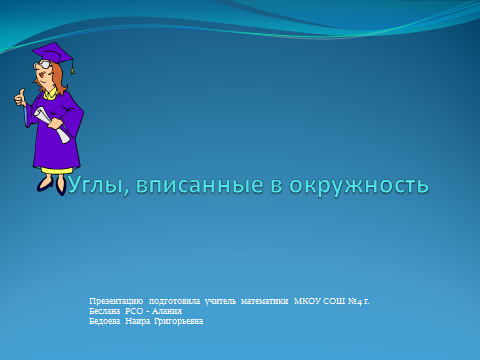 Углы, вписанные в окружность
Презентацию подготовила учитель математики МКОУ СОШ №4 г.
Беслана РСО - Алания
Бедоева Наира Григорьевна